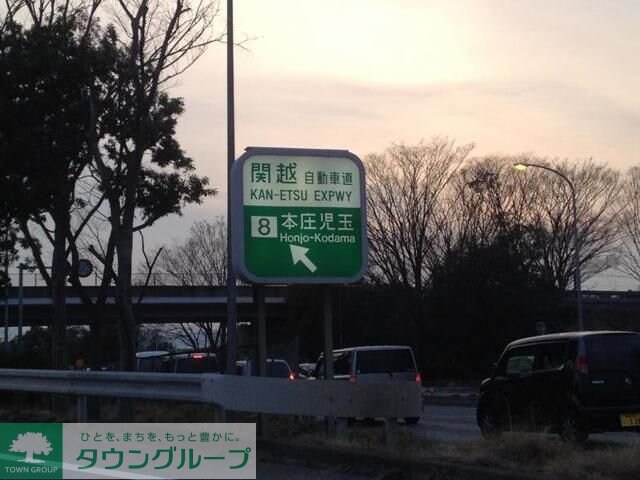 関越 自動車道
KAN-ETSU EXPWY
8 本庄児玉
Honjo-Kodama
TOWN GROUP
ひとを、まちを、もっと豊かに。
タウングループ